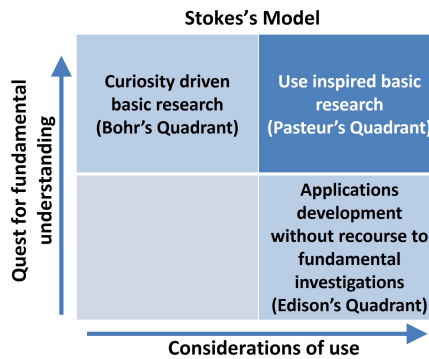 Stokes's Model
Quest for fundamental
understanding
Curiosity driven
basic research
(Bohr's Quadrant)
Use inspired basic
research
(Pasteur's Quadrant)
Applications
development
without recourse to
fundamental
investigations
(Edison's Quadrant)
Considerations of use